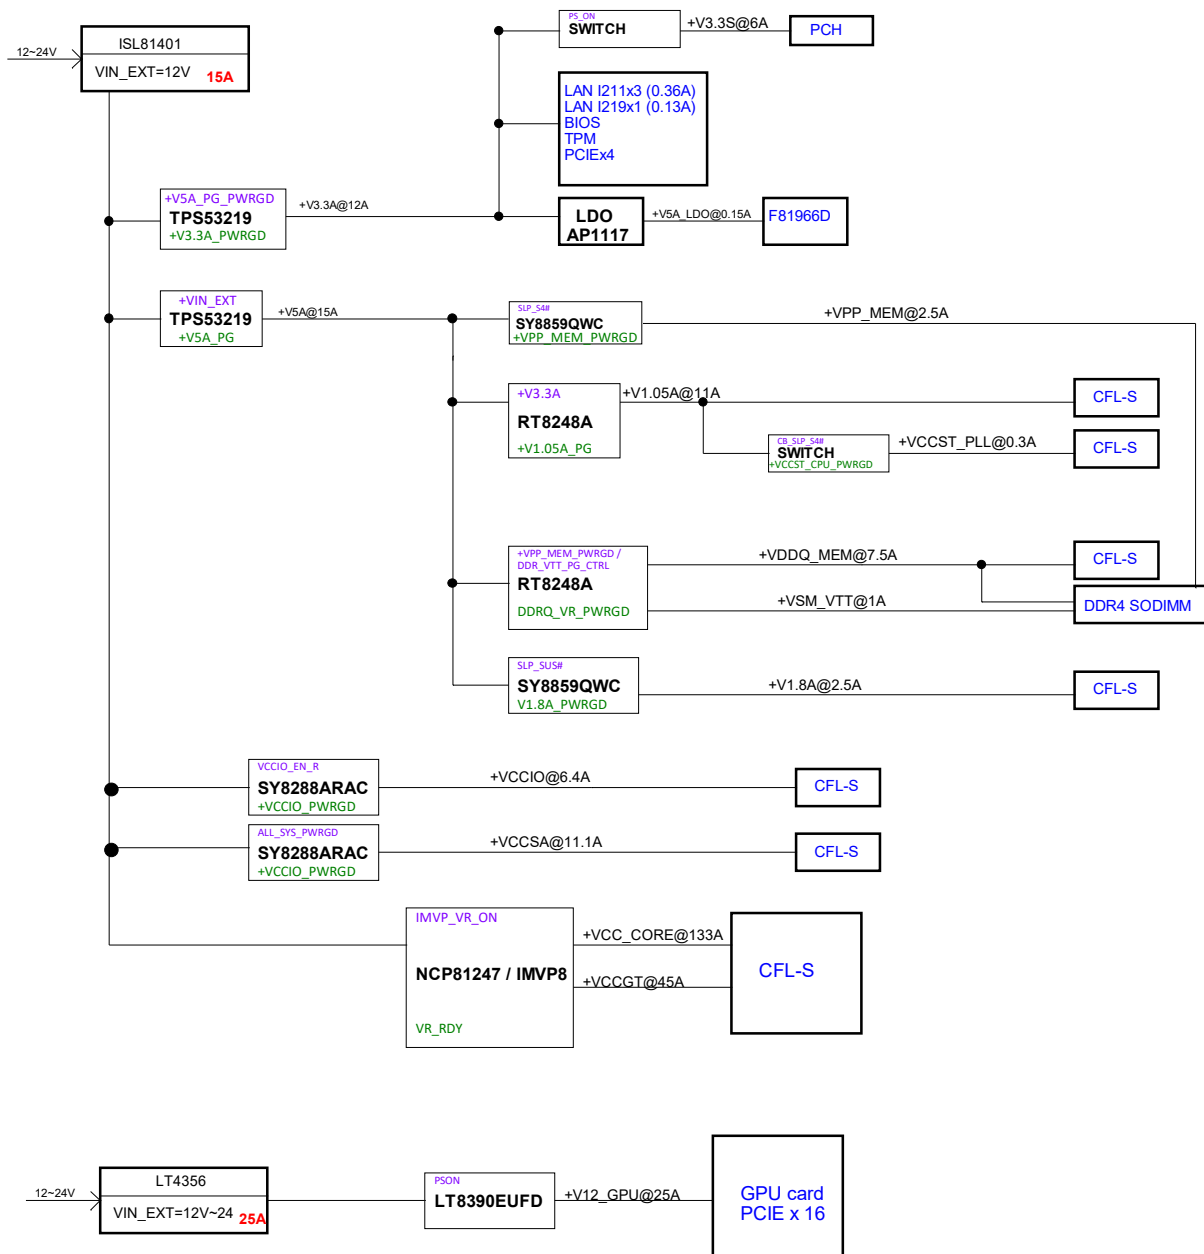 PS_ON
SWITCH
+V3.3S@6A
PCH
12~24V
ISL81401
VIN_EXT=12V
15A
LAN I211x3 (0.36A)
LAN I219x1 (0.13A)
BIOS
TPM
PCIEx4
+V5A_PG_PWRGD
TPS53219
+V3.3A_PWRGD
+V3.3A@12A
LDO
AP1117
+V5A_LDO@0.15A
F81966D
+VIN_EXT
TPS53219
+V5A_PG
+V5A@15A
SLP_S4#
SY8859QWC
+VPP_MEM_PWRGD
+VPP_MEM@2.5A
+V3.3A
RT8248A
+V1.05A_PG
+V1.05A@11A
CFL-S
CB_SLP_S4#
SWITCH
+VCCST_CPU_PWRGD
+VCCST_PLL@0.3A
CFL-S
+VPP_MEM_PWRGD /
DDR_VTT_PG_CTRL
RT8248A
DDRQ_VR_PWRGD
+VDDQ_MEM@7.5A
CFL-S
+VSM_VTT@1A
DDR4 SODIMM
SLP_SUS#
SY8859QWC
V1.8A_PWRGD
+V1.8A@2.5A
CFL-S
VCCIO_EN_R
SY8288ARAC
+VCCIO_PWRGD
+VCCIO@6.4A
CFL-S
ALL_SYS_PWRGD
SY8288ARAC
+VCCIO_PWRGD
+VCCSA@11.1A
CFL-S
IMVP_VR_ON
NCP81247 / IMVP8
VR_RDY
+VCC_CORE@133A
+VCCGT@45A
CFL-S
12~24V
LT4356
VIN_EXT=12V~24
25A
PSON
LT8390EUFD
+V12_GPU@25A
GPU card
PCIE x 16